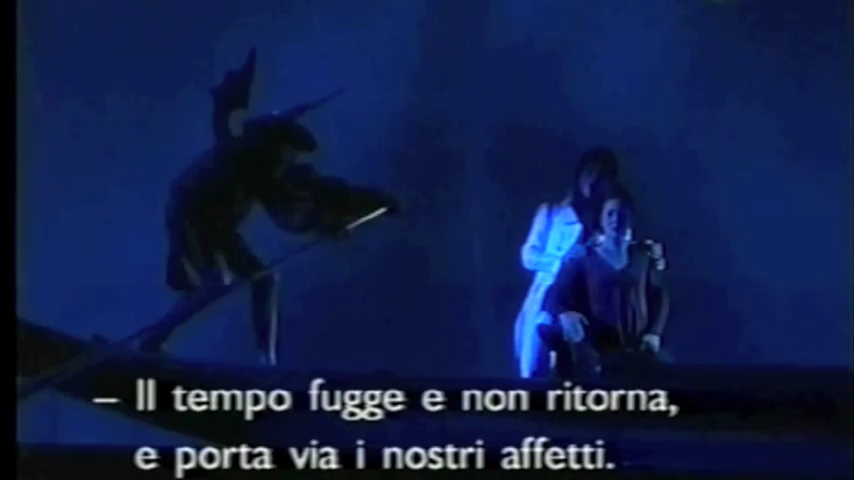 – Il tempo fugge e non ritorna,
e porta via i nostri affetti.